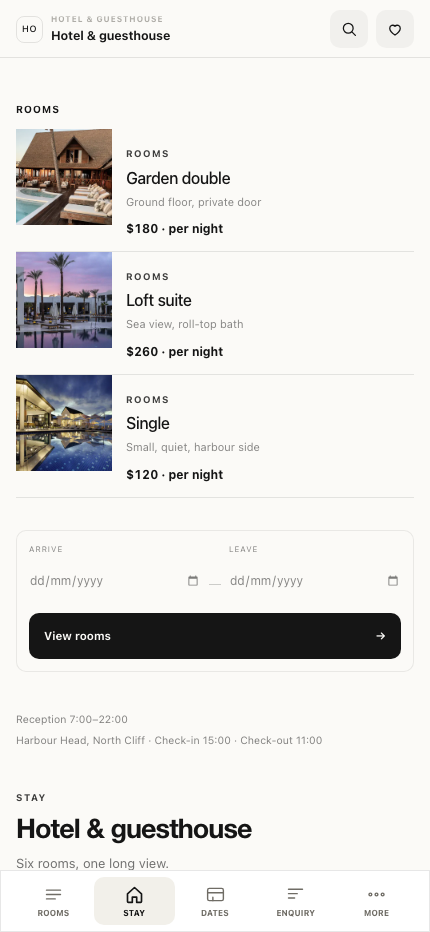 HO
HOTEL & GUESTHOUSE
Hotel & guesthouse
ROOMS
ROOMS
Garden double
Ground floor, private door
$180 · per night
ROOMS
Loft suite
Sea view, roll-top bath
$260 · per night
ROOMS
Single
Small, quiet, harbour side
$120 · per night
ARRIVE
LEAVE
dd/mm/yyyy — dd/mm/yyyy
View rooms →
Reception 7:00–22:00
Harbour Head, North Cliff · Check-in 15:00 · Check-out 11:00
STAY
Hotel & guesthouse
Six rooms, one long view.
ROOMS
STAY
DATES
ENQUIRY
MORE